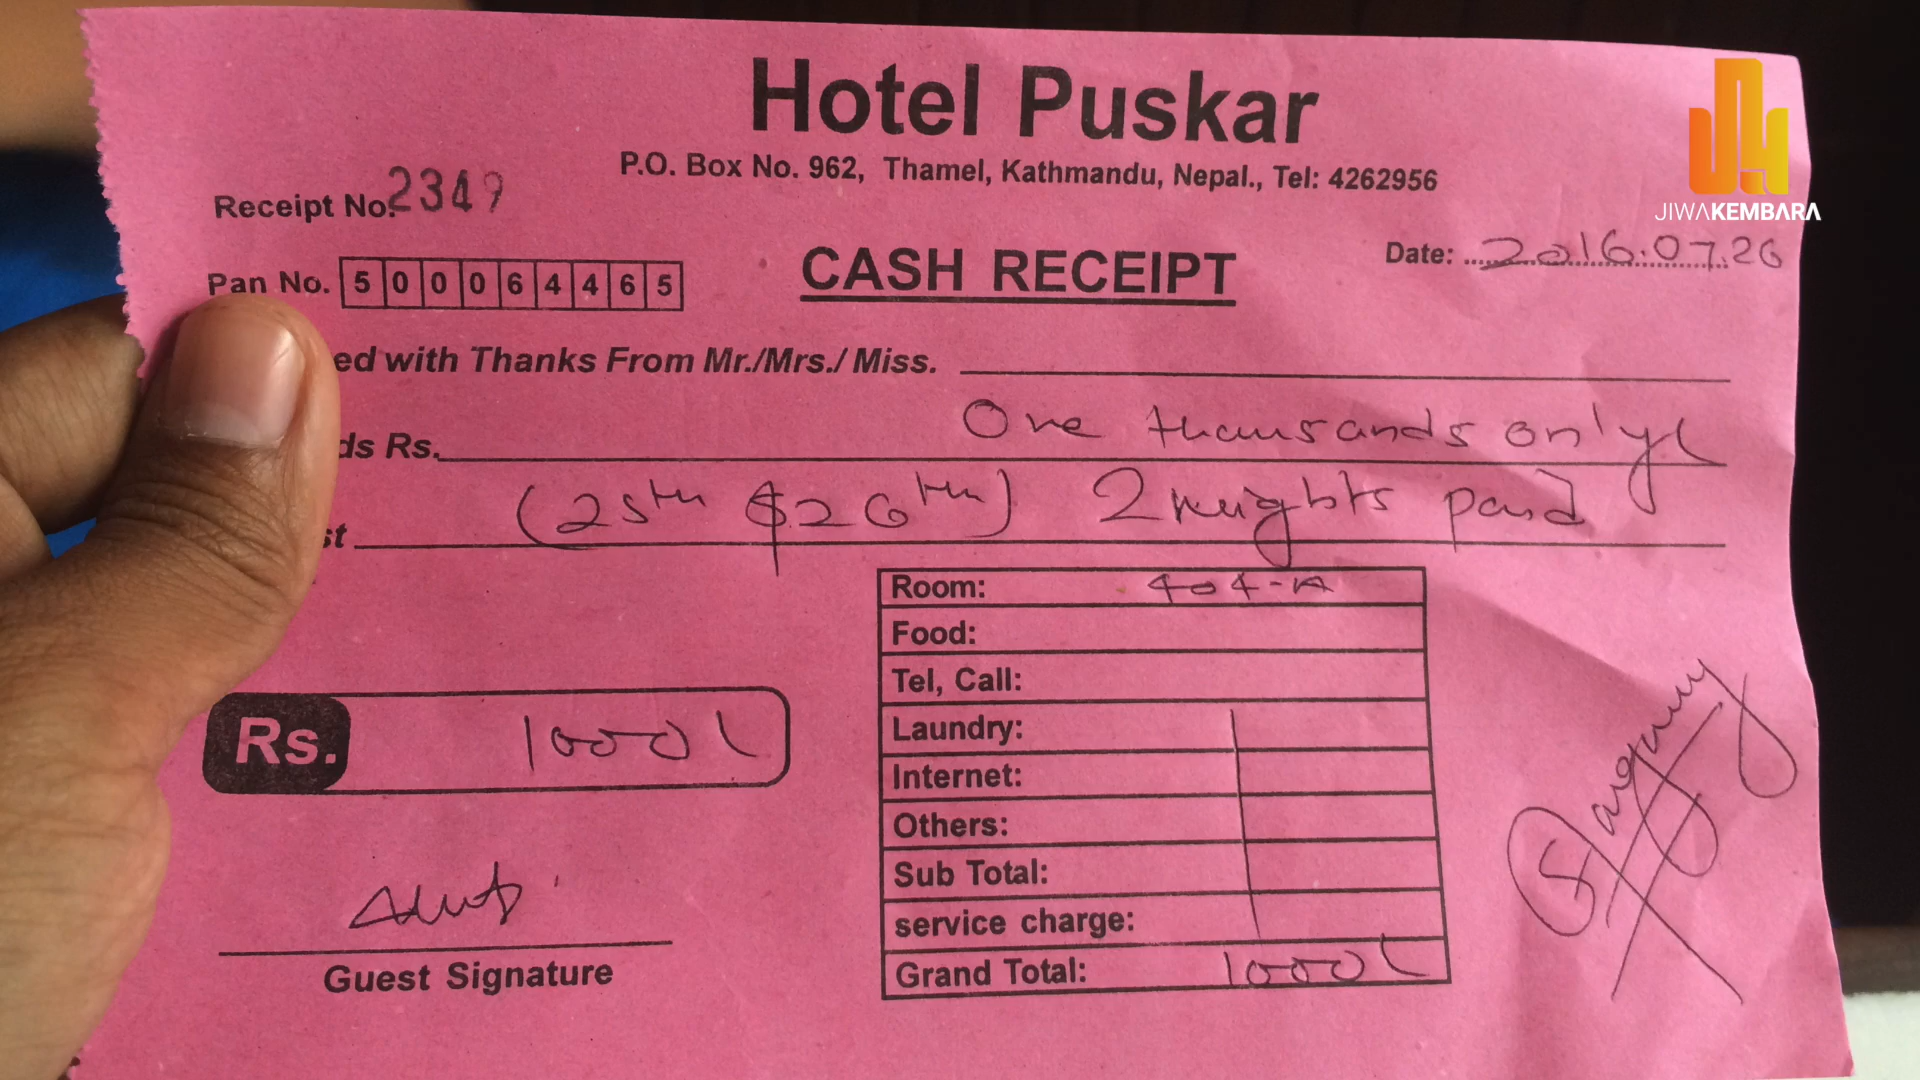 Hotel Puskar
P.O. Box No. 962, Thamel, Kathmandu, Nepal., Tel: 4262956
JIWAKEMBARA
Receipt No. 2349
Date: 2016.07.26
Pan No. 500064465
CASH RECEIPT
ed with Thanks From Mr./Mrs./ Miss.
ds Rs. One thousands only
st (25th & 26th) 2 nights paid
Room: 404-A
Food:
Tel, Call:
Laundry:
Internet:
Others:
Sub Total:
service charge:
Grand Total: 1000/
Rs. 1000/
Guest Signature